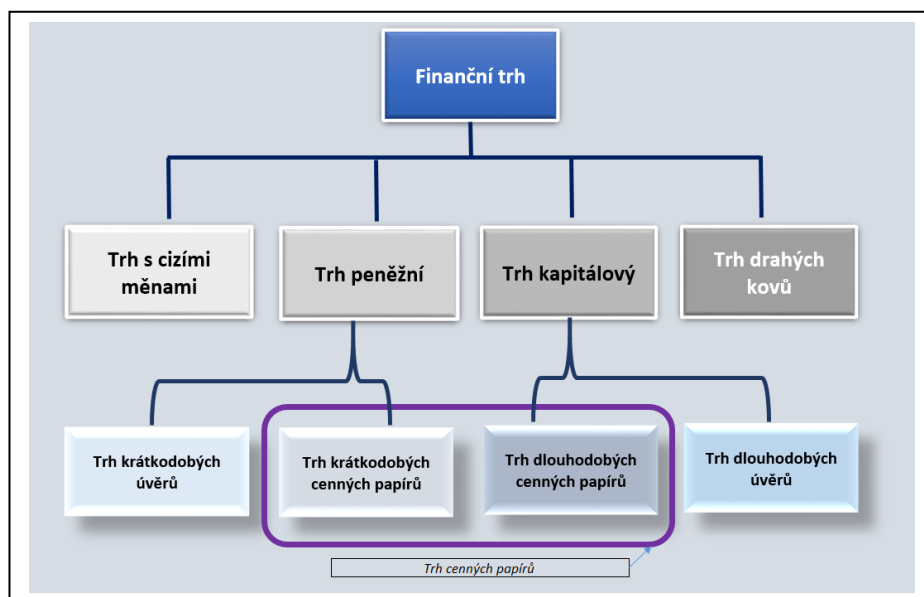 Finanční trh
Trh s cizími
měnami
Trh peněžní
Trh kapitálový
Trh drahých
kovů
Trh krátkodobých
úvěrů
Trh krátkodobých
cenných papírů
Trh dlouhodobých
cenných papírů
Trh dlouhodobých
úvěrů
Trh cenných papírů